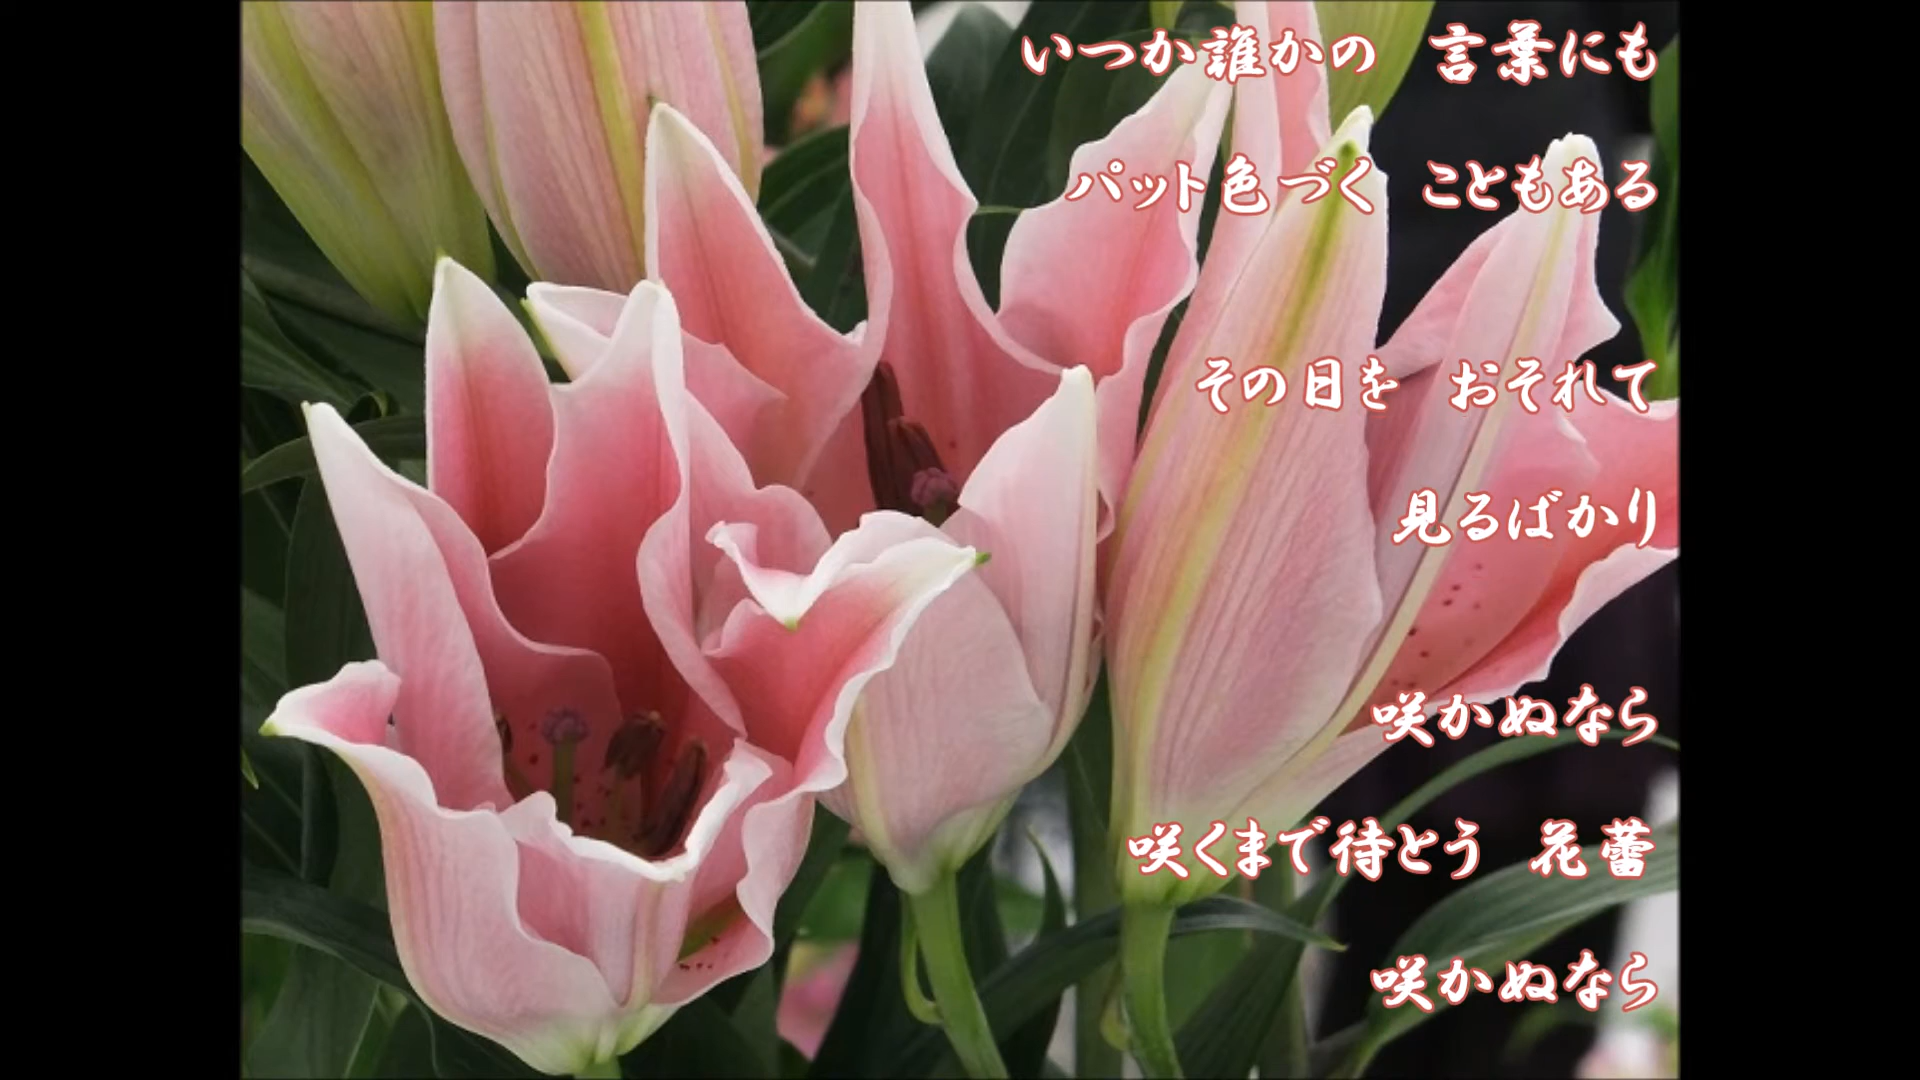 いつか誰かの　言葉にも
パット色づく　こともある
その日を　おそれて
見るばかり
咲かぬなら
咲くまで待とう　花蕾
咲かぬなら